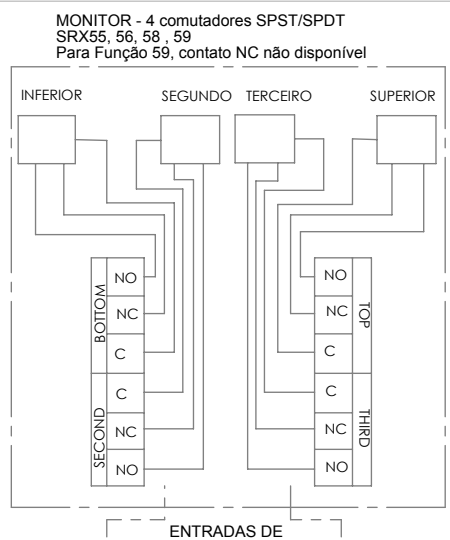 MONITOR - 4 comutadores SPST/SPDT
SRX55, 56, 58 , 59
Para Função 59, contato NC não disponível
INFERIOR
SEGUNDO
TERCEIRO
SUPERIOR
BOTTOM
NO
NC
C
SECOND
C
NC
NO
NO
NC
C
TOP
C
NC
NO
THIRD
ENTRADAS DE